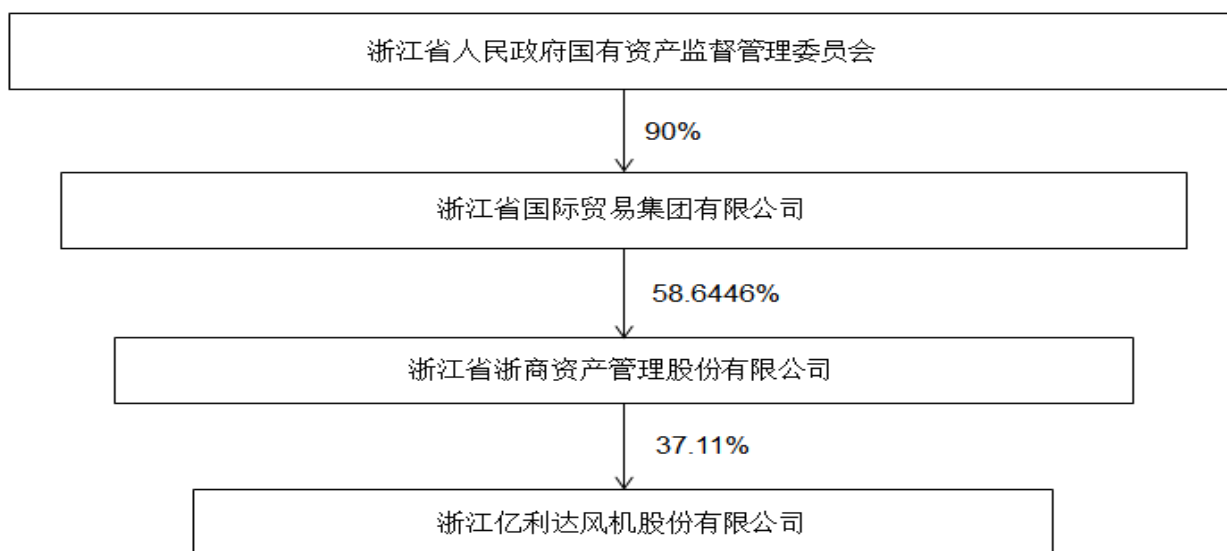 浙江省人民政府国有资产监督管理委员会
90%
浙江省国际贸易集团有限公司
58.6446%
浙江省浙商资产管理股份有限公司
37.11%
浙江亿利达风机股份有限公司